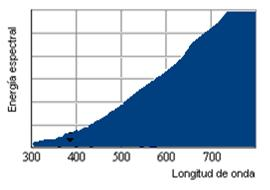 Energía espectral
300 400 500 600 700
Longitud de onda